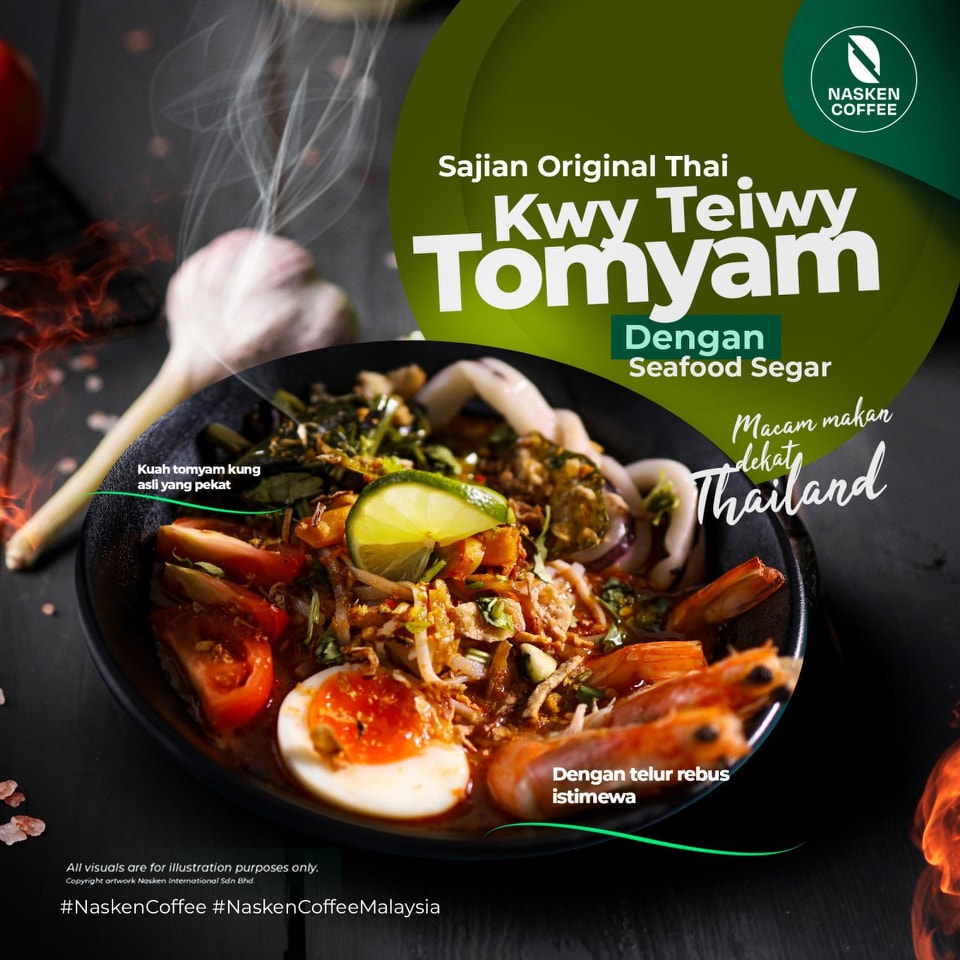 NASKEN
COFFEE
Sajian Original Thai
Kwy Teiwy
Tomyam
Dengan
Seafood Segar
Macam makan
dekat
Thailand
Kuah tomyam kung
asli yang pekat
Dengan telur rebus
istimewa
All visuals are for illustration purposes only.
Copyright artwork Nasken International Sdn Bhd.
#NaskenCoffee #NaskenCoffeeMalaysia